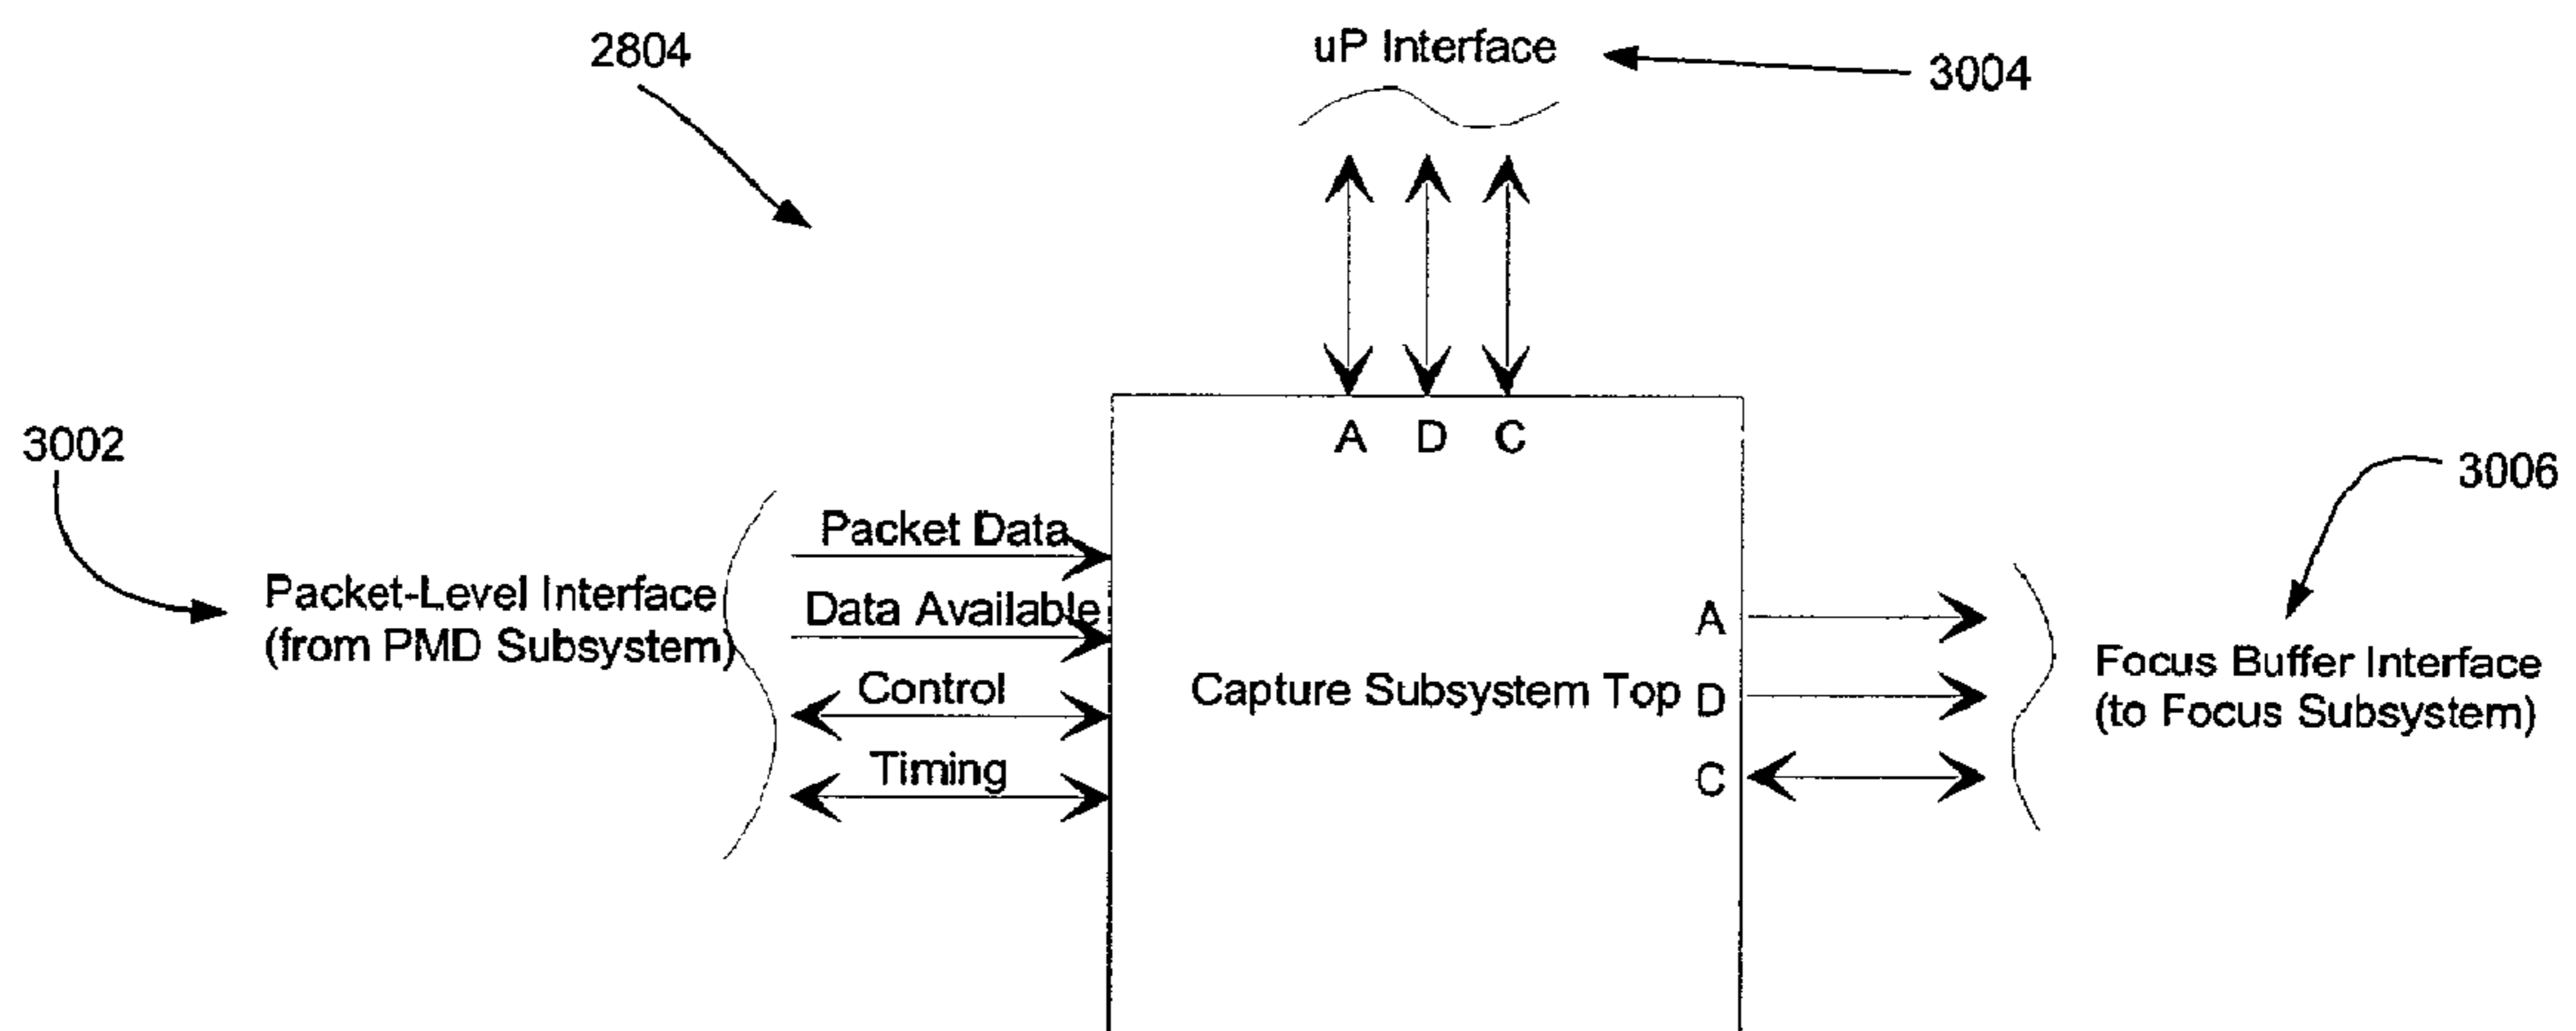 2804
uP Interface
3004
A D C
3002
3006
Packet Data
Data Available
Control
Timing
Packet-Level Interface
(from PMD Subsystem)
Capture Subsystem Top
A
D
C
Focus Buffer Interface
(to Focus Subsystem)